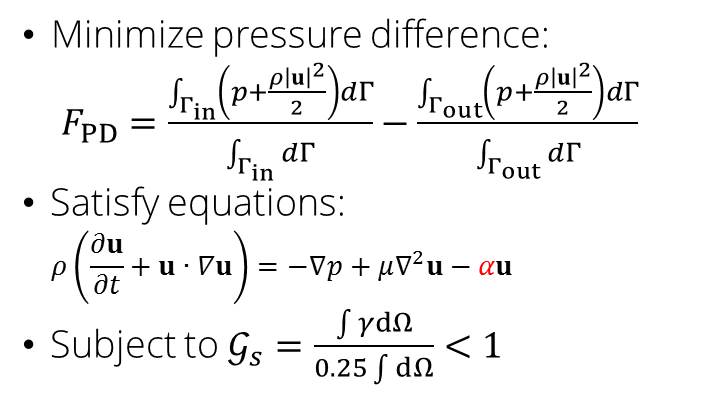 • Minimize pressure difference:
F_PD = ∫_Γin (p+ρ|𝐮|²/2)dΓ / ∫_Γin dΓ − ∫_Γout (p+ρ|𝐮|²/2)dΓ / ∫_Γout dΓ
• Satisfy equations:
ρ(∂𝐮/∂t + 𝐮 · ∇𝐮) = −∇p + μ∇²𝐮 − α𝐮
• Subject to 𝒢_s = ∫ γdΩ / 0.25 ∫ dΩ < 1